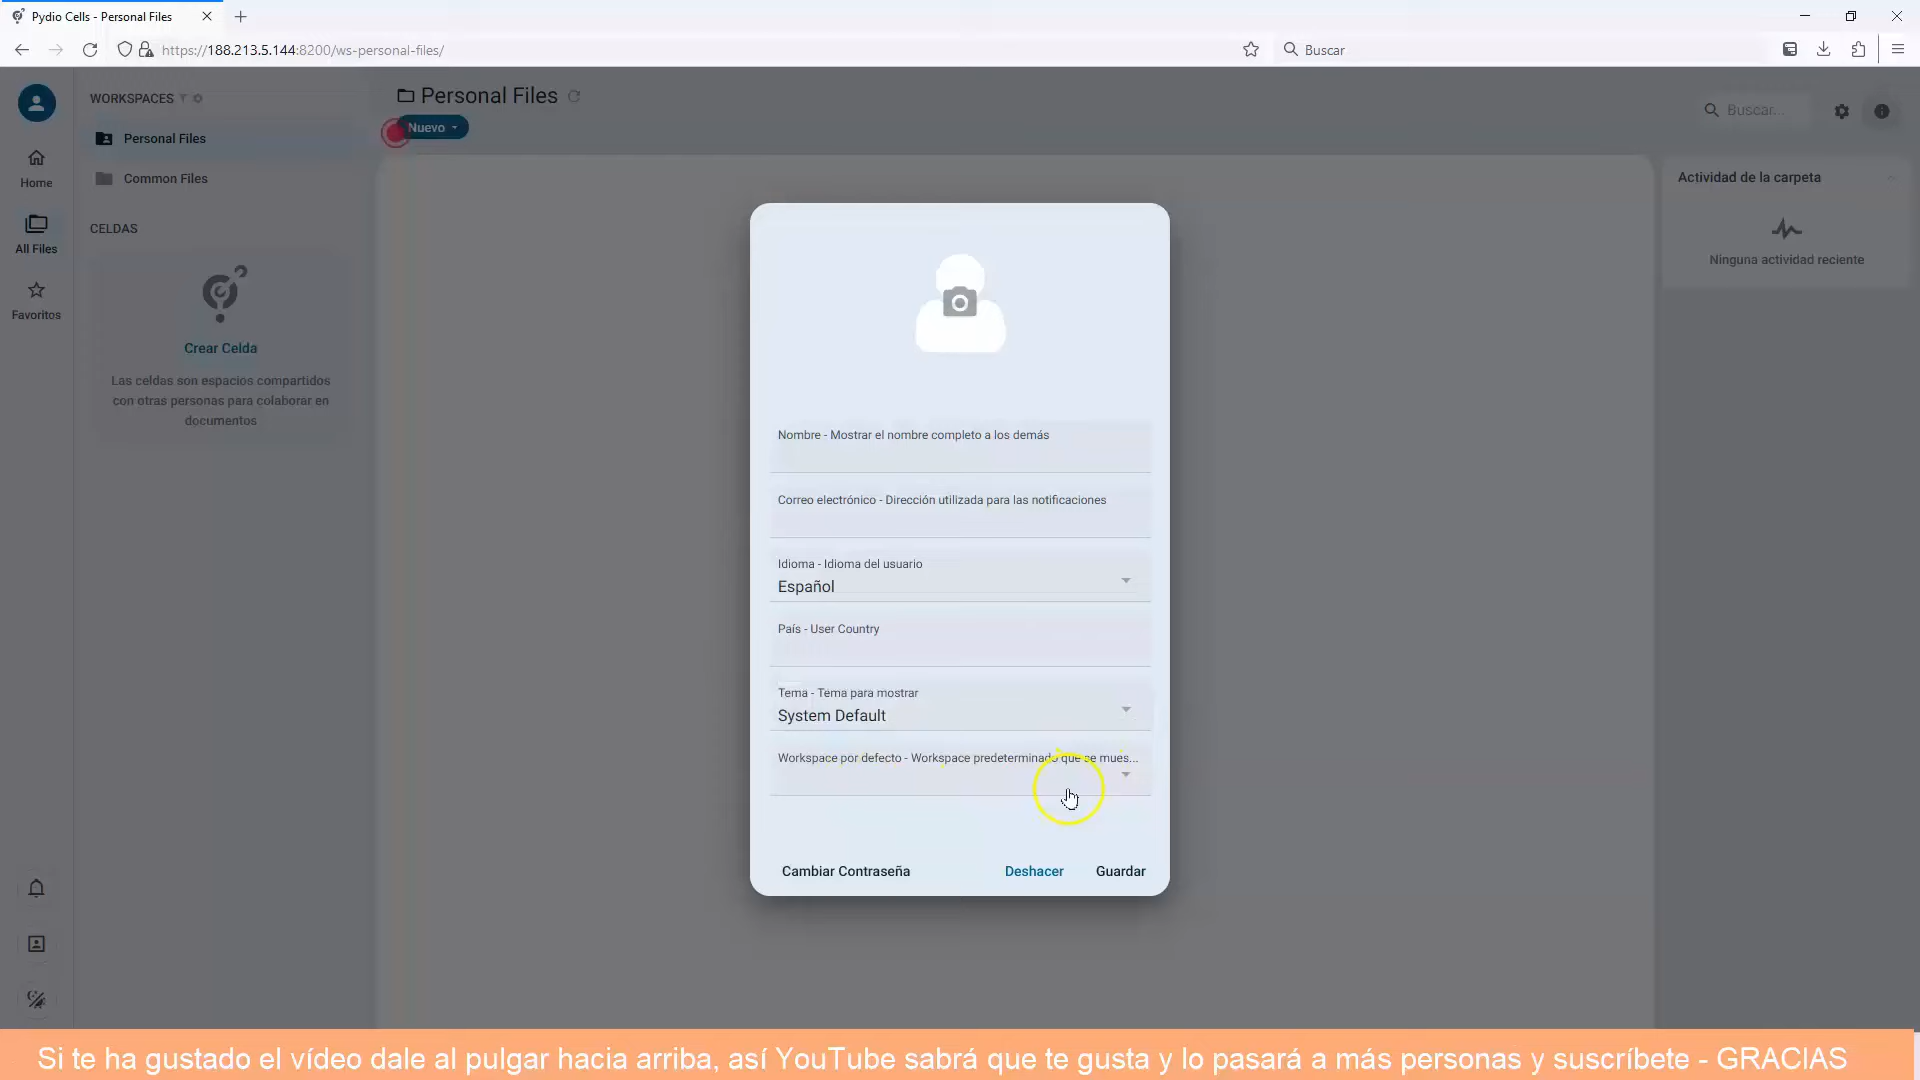 Pydio Cells - Personal Files
https://188.213.5.144:8200/ws-personal-files/
Buscar
WORKSPACES
Personal Files
Nuevo
Buscar...
Personal Files
Common Files
Home
All Files
Favoritos
CELDAS
Crear Celda
Las celdas son espacios compartidos
con otras personas para colaborar en
documentos
Actividad de la carpeta
Ninguna actividad reciente
Nombre - Mostrar el nombre completo a los demás
Correo electrónico - Dirección utilizada para las notificaciones
Idioma - Idioma del usuario
Español
País - User Country
Tema - Tema para mostrar
System Default
Workspace por defecto - Workspace predeterminado que se mues...
Cambiar Contraseña
Deshacer
Guardar
Si te ha gustado el vídeo dale al pulgar hacia arriba, así YouTube sabrá que te gusta y lo pasará a más personas y suscríbete - GRACIAS